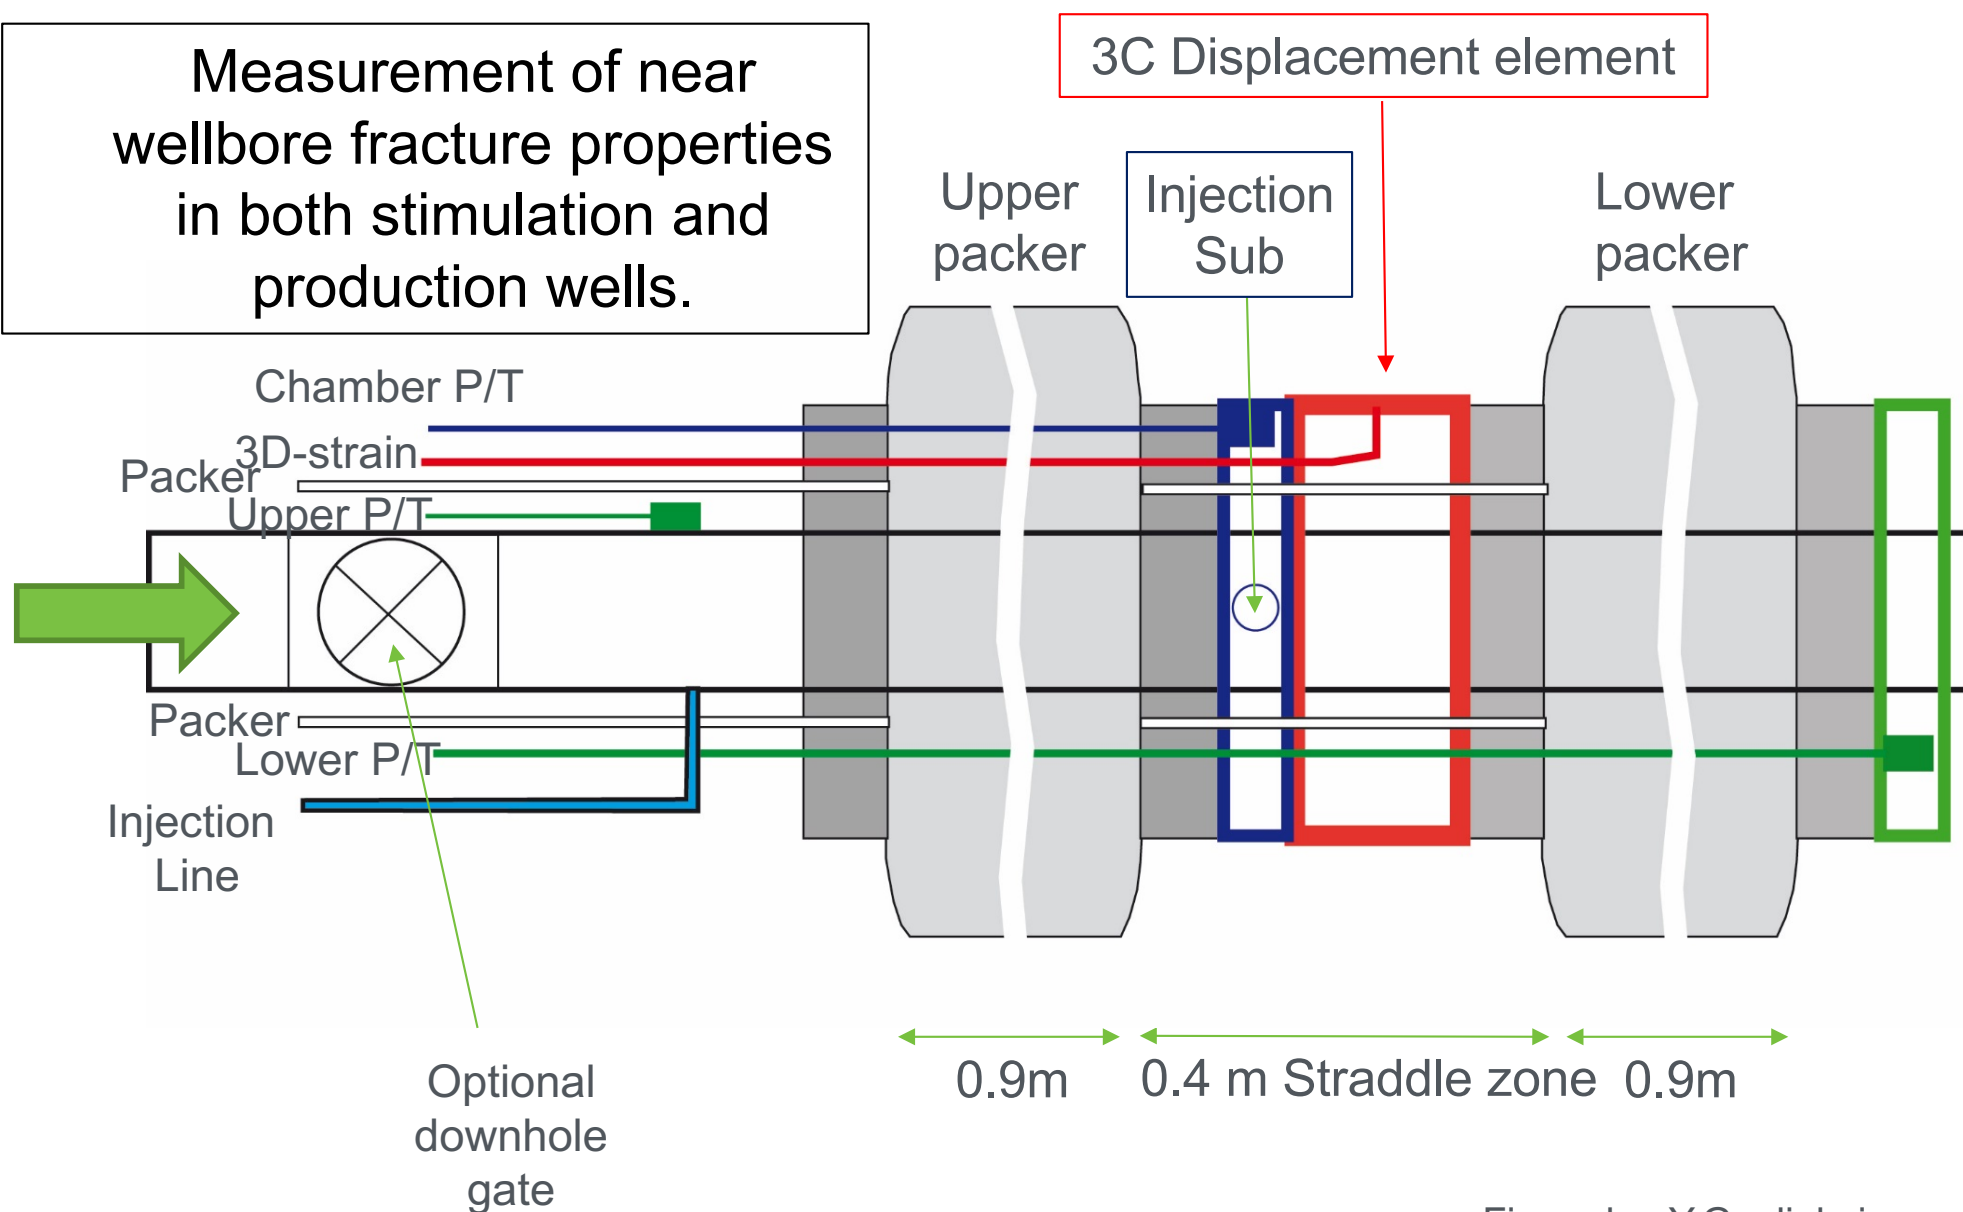 Measurement of near
wellbore fracture properties
in both stimulation and
production wells.
3C Displacement element
Upper
packer
Injection
Sub
Lower
packer
Chamber P/T
3D-strain
Packer
Upper P/T
Packer
Lower P/T
Injection
Line
Optional
downhole
gate
0.9m
0.4 m Straddle zone
0.9m